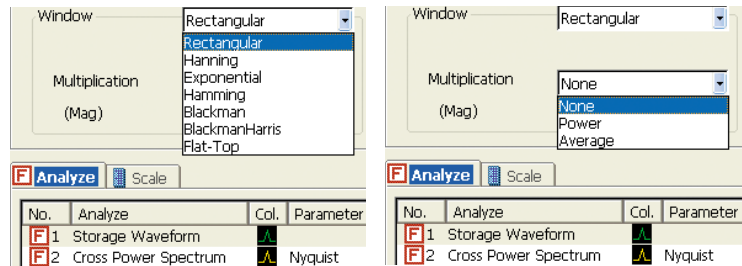 Window Rectangular
Rectangular
Hanning
Exponential
Multiplication
Hamming
(Mag)
Blackman
BlackmanHarris
Flat-Top
F Analyze Scale
No. Analyze Col. Parameter
F 1 Storage Waveform
F 2 Cross Power Spectrum Nyquist
Window Rectangular
Multiplication None
(Mag) None
Power
Average
F Analyze Scale
No. Analyze Col. Parameter
F 1 Storage Waveform
F 2 Cross Power Spectrum Nyquist